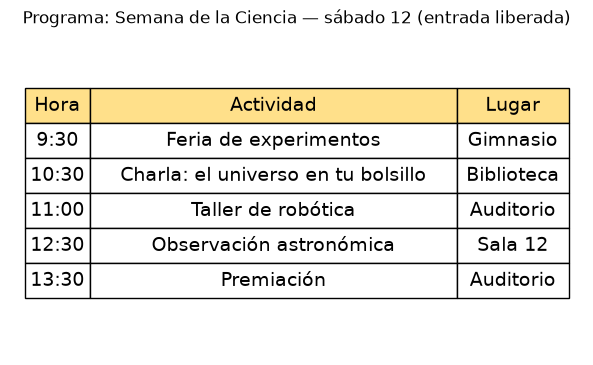 Programa: Semana de la Ciencia — sábado 12 (entrada liberada)
Hora Actividad Lugar
9:30 Feria de experimentos Gimnasio
10:30 Charla: el universo en tu bolsillo Biblioteca
11:00 Taller de robótica Auditorio
12:30 Observación astronómica Sala 12
13:30 Premiación Auditorio